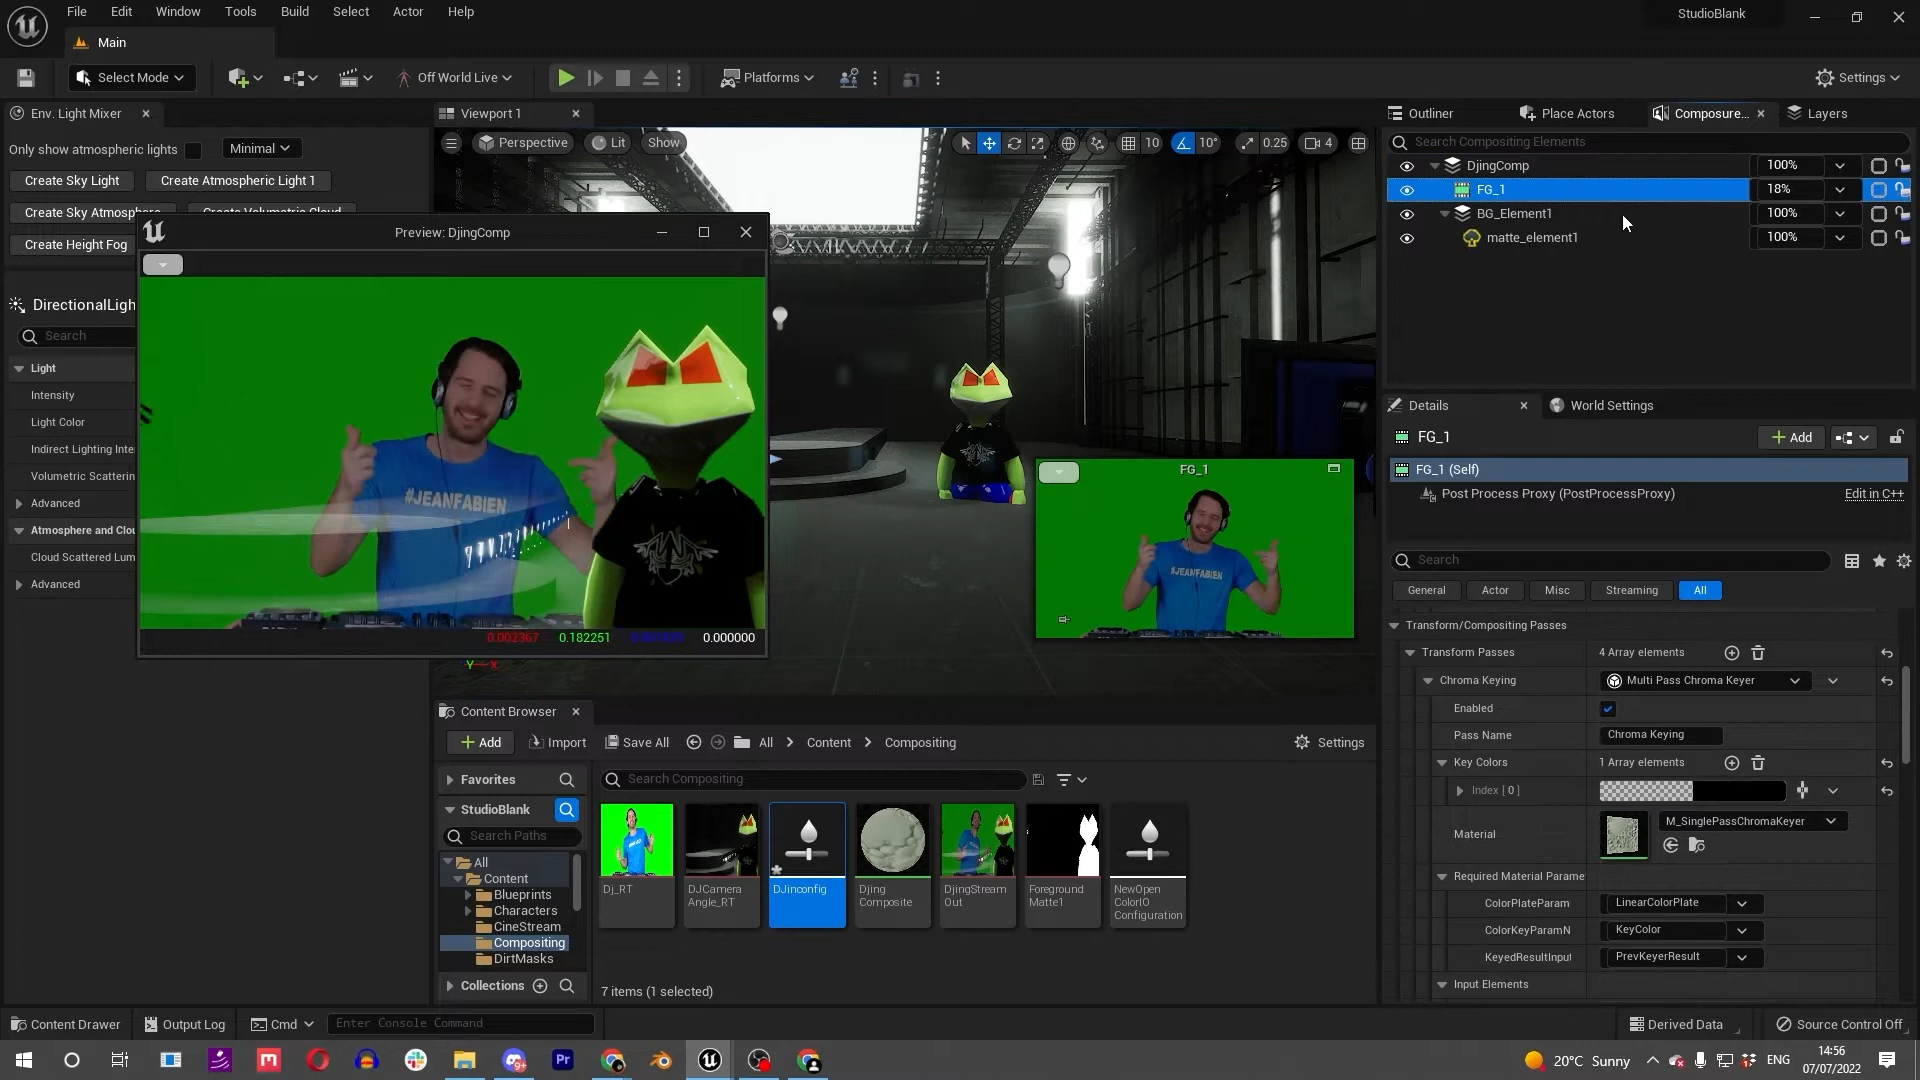 File Edit Window Tools Build Select Actor Help
StudioBlank
Main
Select Mode
Off World Live
Platforms
Settings
Env. Light Mixer
Viewport 1
Outliner
Place Actors
Composure...
Layers
Only show atmospheric lights
Minimal
Perspective
Lit
Show
10
10°
0.25
4
Search Compositing Elements
DjingComp
100%
Create Sky Light
Create Atmospheric Light 1
FG_1
18%
Create Sky Atmosphere
Create Volumetric Cloud
BG_Element1
100%
matte_element1
100%
Create Height Fog
Preview: DjingComp
DirectionalLigh
Search
Light
Intensity
Light Color
Indirect Lighting Inte
Volumetric Scatterin
Advanced
Atmosphere and Clou
Cloud Scattered Lum
Advanced
#JEANFABIEN
0.002367
0.182251
0.000000
FG_1
#JEANFABIEN
Details
World Settings
FG_1
Add
FG_1 (Self)
Post Process Proxy (PostProcessProxy)
Edit in C++
Search
General
Actor
Misc
Streaming
All
Transform/Compositing Passes
Transform Passes
4 Array elements
Chroma Keying
Multi Pass Chroma Keyer
Enabled
Pass Name
Chroma Keying
Key Colors
1 Array elements
Index [ 0 ]
Material
M_SinglePassChromaKeyer
Required Material Parame
ColorPlateParam
LinearColorPlate
ColorKeyParamN
KeyColor
KeyedResultInput
PrevKeyerResult
Input Elements
Content Browser
Add
Import
Save All
All
Content
Compositing
Settings
Favorites
Search Compositing
StudioBlank
Search Paths
All
Content
Blueprints
Characters
CineStream
Compositing
DirtMasks
Collections
Dj_RT
DJCamera
Angle_RT
DJinconfig
Djing
Composite
DjingStream
Out
Foreground
Matte1
NewOpen
ColorIO
Configuration
7 items (1 selected)
Content Drawer
Output Log
Cmd
Enter Console Command
Derived Data
Source Control Off
Pr
9+
20°C Sunny
ENG
14:56
07/07/2022